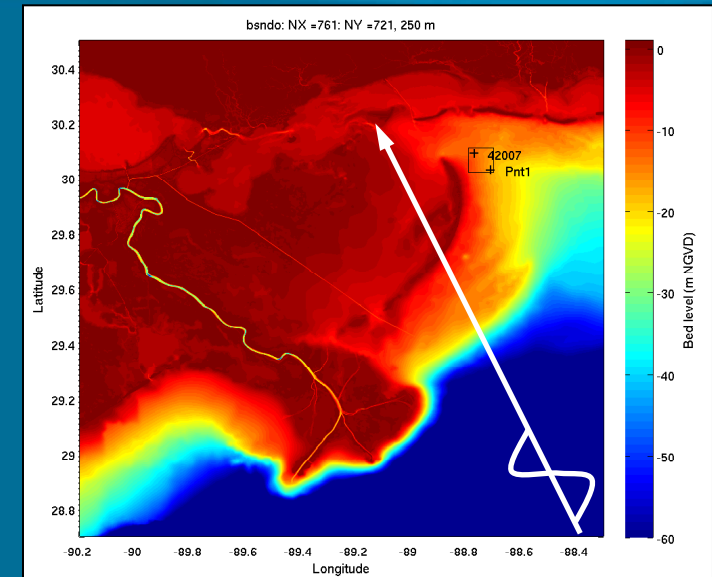 bsndo: NX =761: NY =721, 250 m
30.4
30.2
30
29.8
29.6
29.4
29.2
29
28.8
Latitude
42007
Pnt1
-90.2 -90 -89.8 -89.6 -89.4 -89.2 -89 -88.8 -88.6 -88.4
Longitude
0
-10
-20
-30
-40
-50
-60
Bed level(m NGVD)